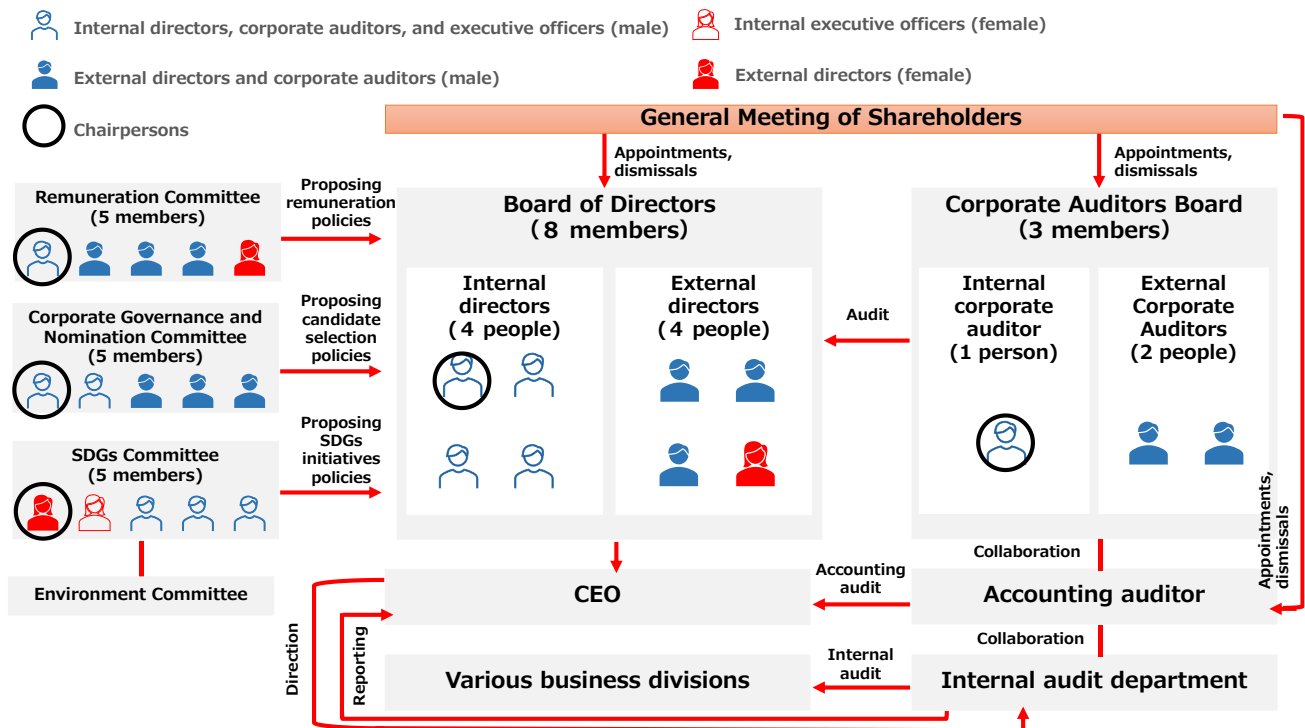 Internal directors, corporate auditors, and executive officers (male)
Internal executive officers (female)
External directors and corporate auditors (male)
External directors (female)
Chairpersons
General Meeting of Shareholders
Appointments,
dismissals
Appointments,
dismissals
Remuneration Committee
(5 members)
Proposing
remuneration
policies
Board of Directors
(8 members)
Corporate Auditors Board
(3 members)
Internal
directors
(4 people)
External
directors
(4 people)
Audit
Internal
corporate
auditor
(1 person)
External
Corporate
Auditors
(2 people)
Corporate Governance and
Nomination Committee
(5 members)
Proposing
candidate
selection
policies
SDGs Committee
(5 members)
Proposing
SDGs
initiatives
policies
Environment Committee
Collaboration
Appointments,
dismissals
CEO
Accounting
audit
Accounting auditor
Collaboration
Direction
Reporting
Various business divisions
Internal
audit
Internal audit department